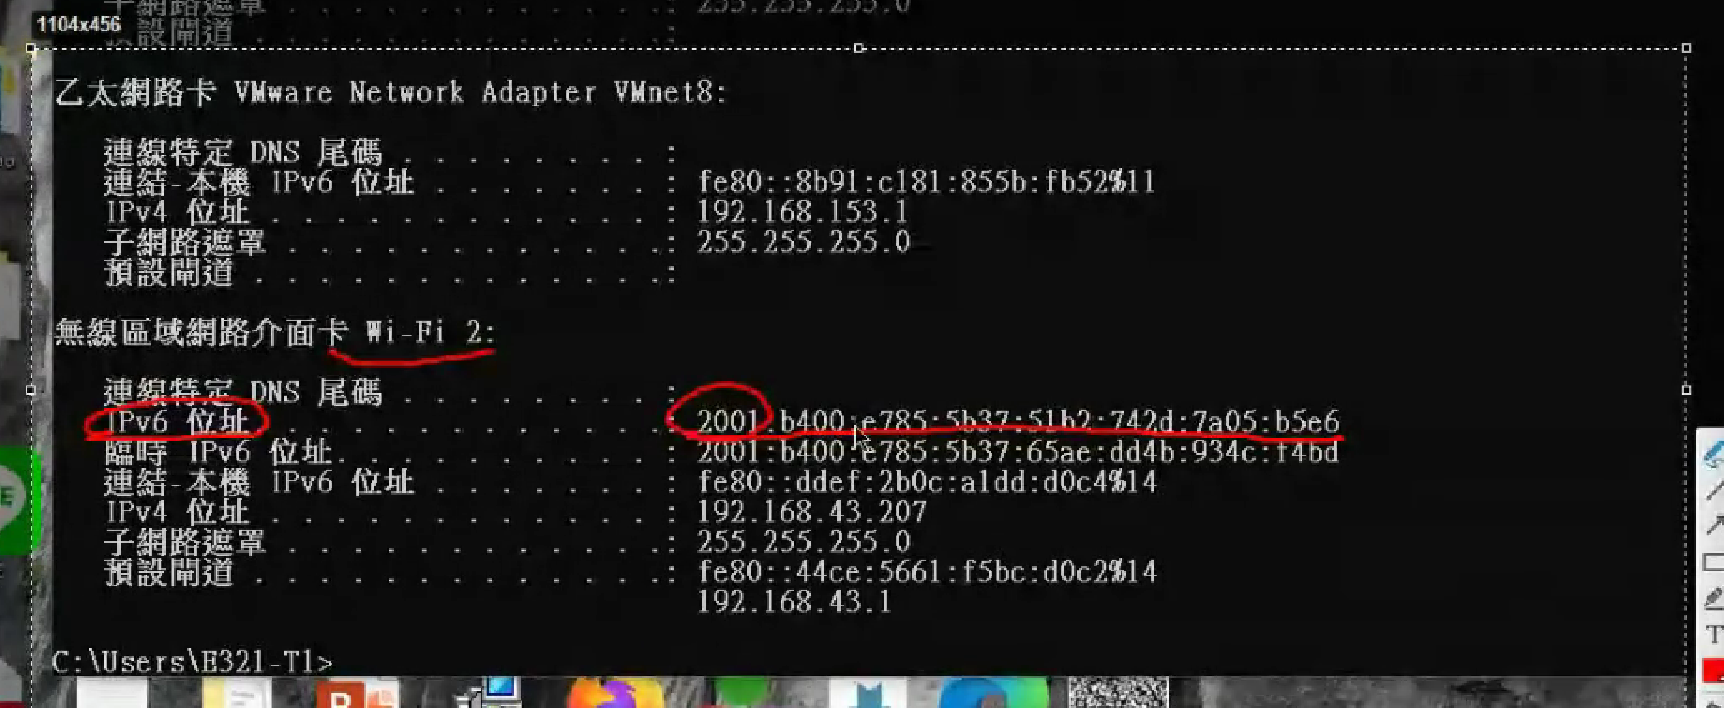 子網路遮罩 . . . . . . . . . . . .: 255.255.255.0
1104x456
預設閘道 . . . . . . . . . . . . .:
乙太網路卡 VMware Network Adapter VMnet8:
連線特定 DNS 尾碼 . . . . . . . . :
連結-本機 IPv6 位址 . . . . . . . : fe80::8b91:c181:855b:fb52%11
IPv4 位址 . . . . . . . . . . . . : 192.168.153.1
子網路遮罩 . . . . . . . . . . . .: 255.255.255.0
預設閘道 . . . . . . . . . . . . .:
無線區域網路介面卡 Wi-Fi 2:
連線特定 DNS 尾碼 . . . . . . . . :
IPv6 位址 . . . . . . . . . . . . : 2001:b400:e785:5b37:51b2:742d:7a05:b5e6
臨時 IPv6 位址. . . . . . . . . . : 2001:b400:e785:5b37:65ae:dd4b:934c:f4bd
連結-本機 IPv6 位址 . . . . . . . : fe80::ddef:2b0c:a1dd:d0c4%14
IPv4 位址 . . . . . . . . . . . . : 192.168.43.207
子網路遮罩 . . . . . . . . . . . .: 255.255.255.0
預設閘道 . . . . . . . . . . . . .: fe80::44ce:5661:f5bc:d0c2%14
192.168.43.1
C:\Users\E321-T1>